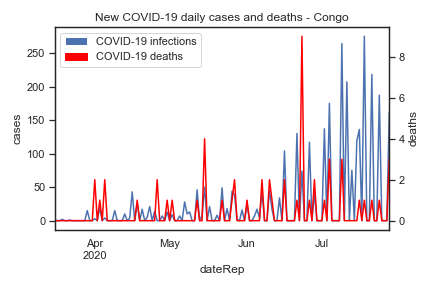 New COVID-19 daily cases and deaths - Congo
COVID-19 infections
COVID-19 deaths
250
200
150
100
50
0
cases
8
6
4
2
0
deaths
Apr
2020
May
Jun
Jul
dateRep